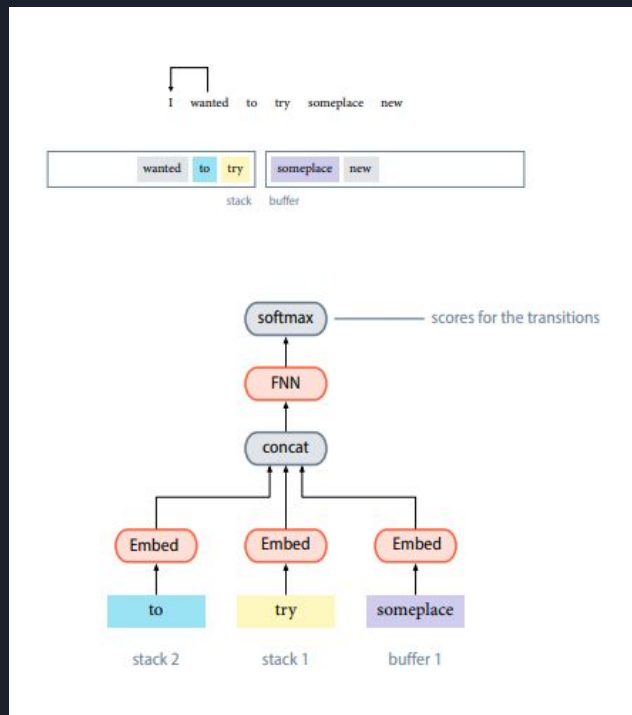 I wanted to try someplace new
wanted to try someplace new
stack buffer
softmax scores for the transitions
FNN
concat
Embed Embed Embed
to try someplace
stack 2 stack 1 buffer 1